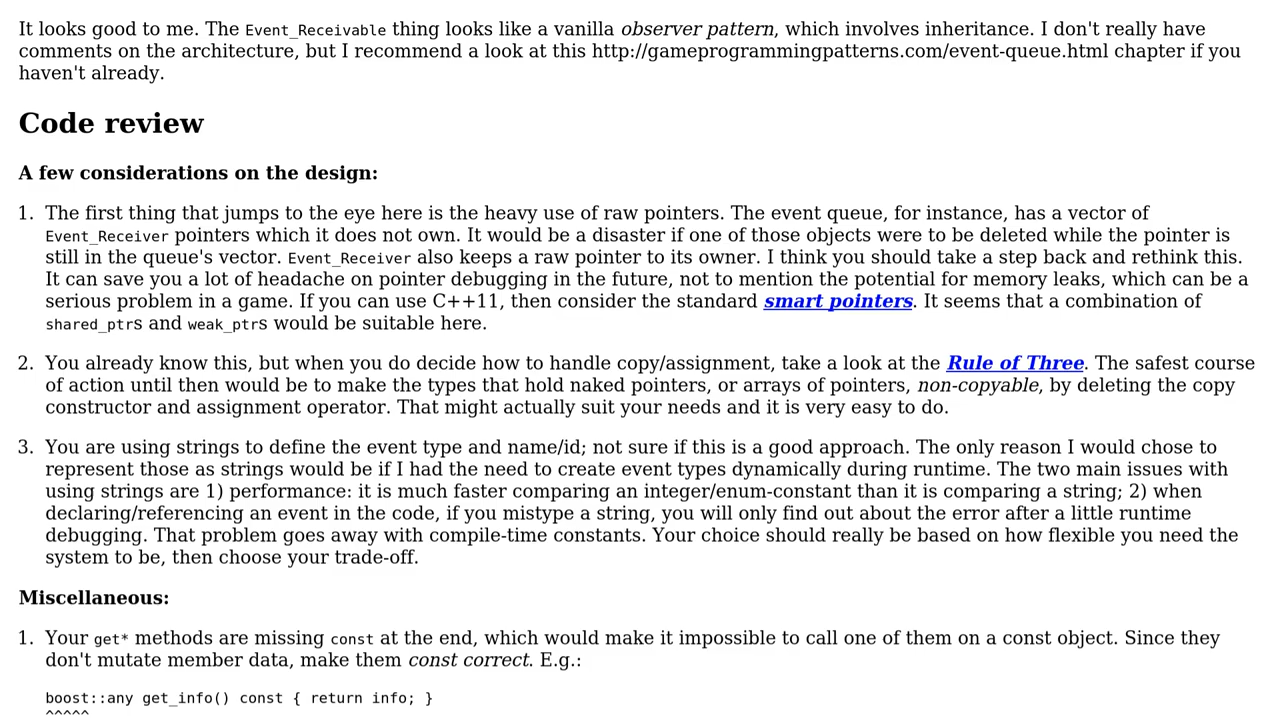 It looks good to me. The Event_Receivable thing looks like a vanilla observer pattern, which involves inheritance. I don't really have
comments on the architecture, but I recommend a look at this http://gameprogrammingpatterns.com/event-queue.html chapter if you
haven't already.
Code review
A few considerations on the design:
1. The first thing that jumps to the eye here is the heavy use of raw pointers. The event queue, for instance, has a vector of
Event_Receiver pointers which it does not own. It would be a disaster if one of those objects were to be deleted while the pointer is
still in the queue's vector. Event_Receiver also keeps a raw pointer to its owner. I think you should take a step back and rethink this.
It can save you a lot of headache on pointer debugging in the future, not to mention the potential for memory leaks, which can be a
serious problem in a game. If you can use C++11, then consider the standard smart pointers. It seems that a combination of
shared_ptrs and weak_ptrs would be suitable here.
2. You already know this, but when you do decide how to handle copy/assignment, take a look at the Rule of Three. The safest course
of action until then would be to make the types that hold naked pointers, or arrays of pointers, non-copyable, by deleting the copy
constructor and assignment operator. That might actually suit your needs and it is very easy to do.
3. You are using strings to define the event type and name/id; not sure if this is a good approach. The only reason I would chose to
represent those as strings would be if I had the need to create event types dynamically during runtime. The two main issues with
using strings are 1) performance: it is much faster comparing an integer/enum-constant than it is comparing a string; 2) when
declaring/referencing an event in the code, if you mistype a string, you will only find out about the error after a little runtime
debugging. That problem goes away with compile-time constants. Your choice should really be based on how flexible you need the
system to be, then choose your trade-off.
Miscellaneous:
1. Your get* methods are missing const at the end, which would make it impossible to call one of them on a const object. Since they
don't mutate member data, make them const correct. E.g.:
boost::any get_info() const { return info; }
^^^^^